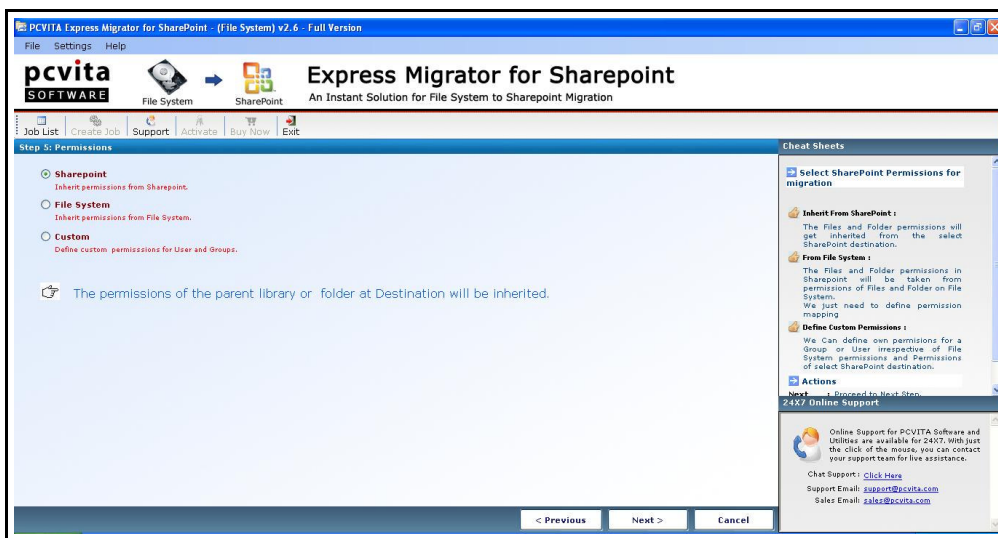 PCVITA Express Migrator for SharePoint - (File System) v2.6 - Full Version
File Settings Help
pcvita
SOFTWARE
File System
SharePoint
Express Migrator for Sharepoint
An Instant Solution for File System to Sharepoint Migration
Job List Create Job Support Activate Buy Now Exit
Step 5: Permissions
Sharepoint
Inherit permissions from Sharepoint.
File System
Inherit permissions from File System.
Custom
Define custom permisssions for User and Groups.
The permissions of the parent library or folder at Destination will be inherited.
< Previous
Next >
Cancel
Cheat Sheets
Select SharePoint Permissions for
migration
Inherit From SharePoint :
The Files and Folder permissions will
get inherited from the select
SharePoint destination.
From File System :
The Files and Folder permissions in
Sharepoint will be taken from
permissions of Files and Folder on File
System.
We just need to define permission
mapping
Define Custom Permissions :
We Can define own permisions for a
Group or User irrespective of File
System permissions and Permissions
of select SharePoint destination.
Actions
Next : Proceed to Next Step.
24X7 Online Support
Online Support for PCVITA Software and
Utilities are available for 24X7. With just
the click of the mouse, you can contact
your support team for live assistance.
Chat Support : Click Here
Support Email: support@pcvita.com
Sales Email: sales@pcvita.com